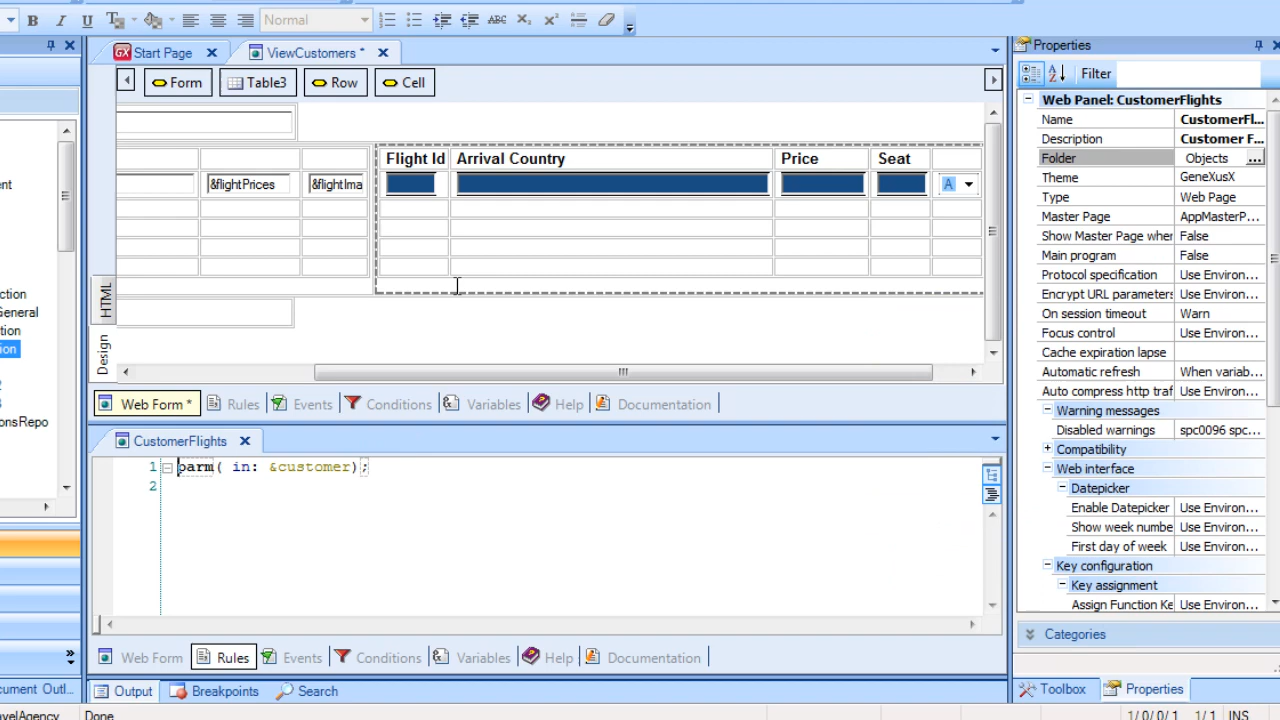 B I U Normal ABC X₂ X²
Start Page ViewCustomers *
Form Table3 Row Cell
Flight Id Arrival Country Price Seat
&flightPrices &flightIma A
HTML
Design
Web Form * Rules Events Conditions Variables Help Documentation
CustomerFlights
1 parm( in: &customer);
2
Web Form Rules Events Conditions Variables Help Documentation
Output Breakpoints Search
Done 1/0/0/1 1/1 INS
ent
ction
General
tion
ion
onsRepo
cument Outl...
avelAgency
Properties
Filter
Web Panel: CustomerFlights
Name CustomerFl...
Description Customer F...
Folder Objects ...
Theme GeneXusX
Type Web Page
Master Page AppMasterP...
Show Master Page wher False
Main program False
Protocol specification Use Environ...
Encrypt URL parameters Use Environ...
On session timeout Warn
Focus control Use Environ...
Cache expiration lapse
Automatic refresh When variab...
Auto compress http traf Use Environ...
Warning messages
Disabled warnings spc0096 spc...
Compatibility
Web interface
Datepicker
Enable Datepicker Use Environ...
Show week numbe Use Environ...
First day of week Use Environ...
Key configuration
Key assignment
Assign Function Ke Use Environ...
Categories
Toolbox Properties